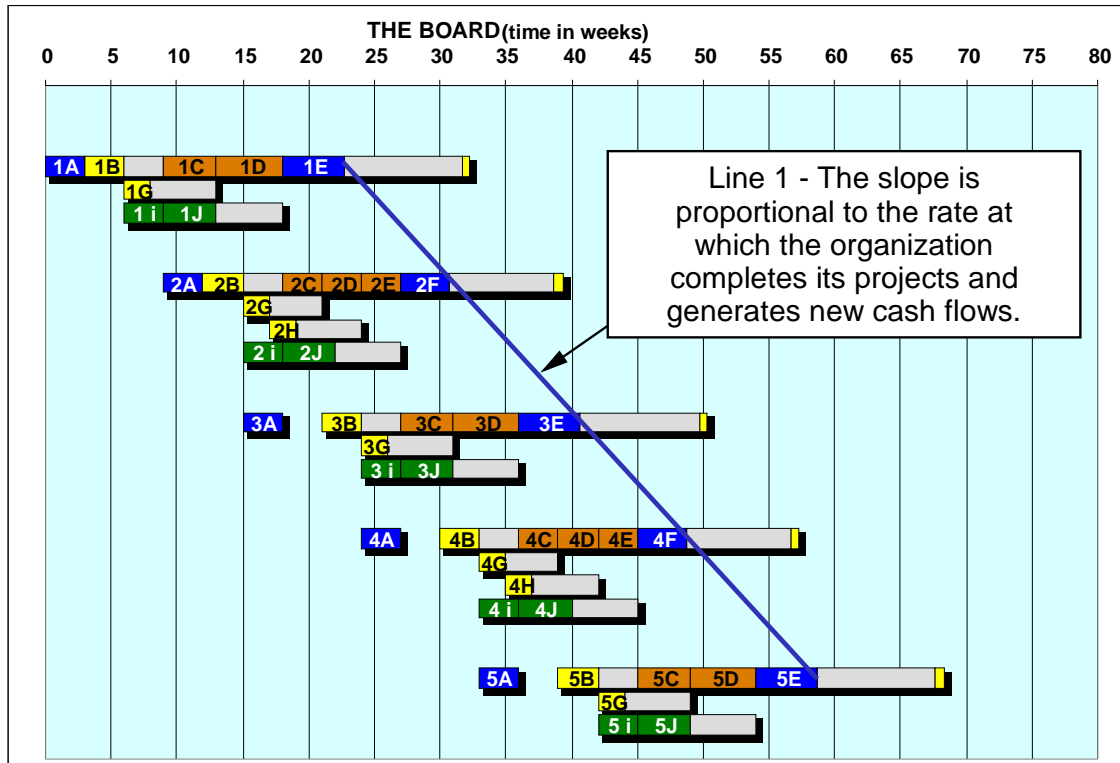 THE BOARD(time in weeks)
0 5 10 15 20 25 30 35 40 45 50 55 60 65 70 75 80
1A 1B 1C 1D 1E
1G
1 i 1J
Line 1 - The slope is
proportional to the rate at
which the organization
completes its projects and
generates new cash flows.
2A 2B 2C 2D 2E 2F
2G
2H
2 i 2J
3A 3B 3C 3D 3E
3G
3 i 3J
4A 4B 4C 4D 4E 4F
4G
4H
4 i 4J
5A 5B 5C 5D 5E
5G
5 i 5J